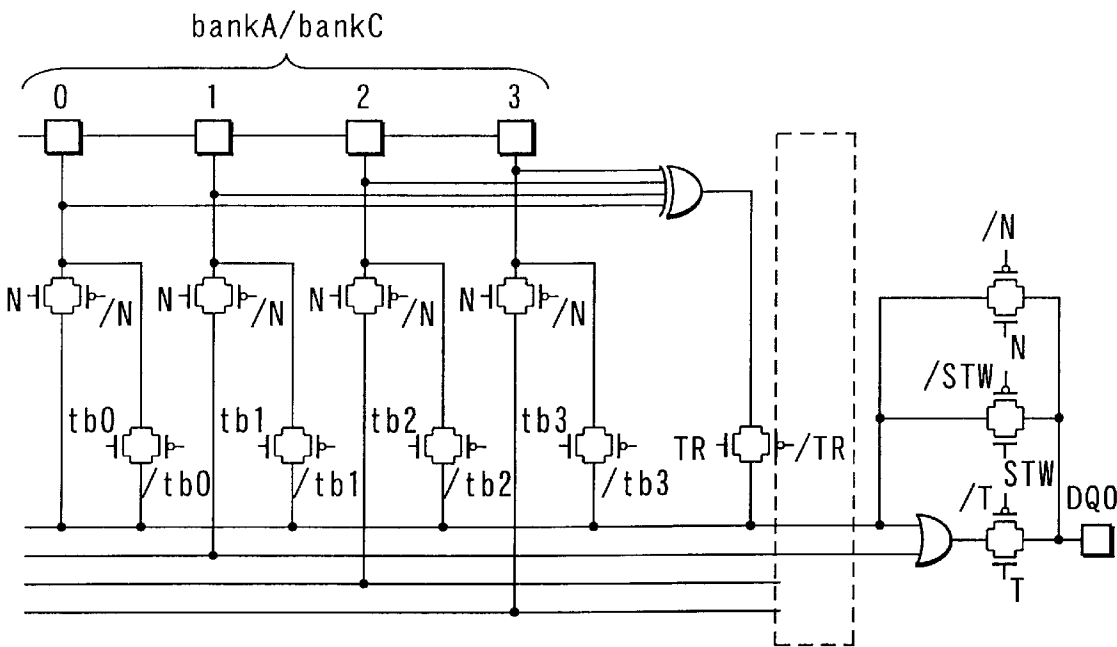 bankA/bankC
0 1 2 3
/N
N /N N /N N /N N /N
N
/STW
tb0 tb1 tb2 tb3
TR /TR
/tb0 /tb1 /tb2 /tb3
STW
/T DQ0
T